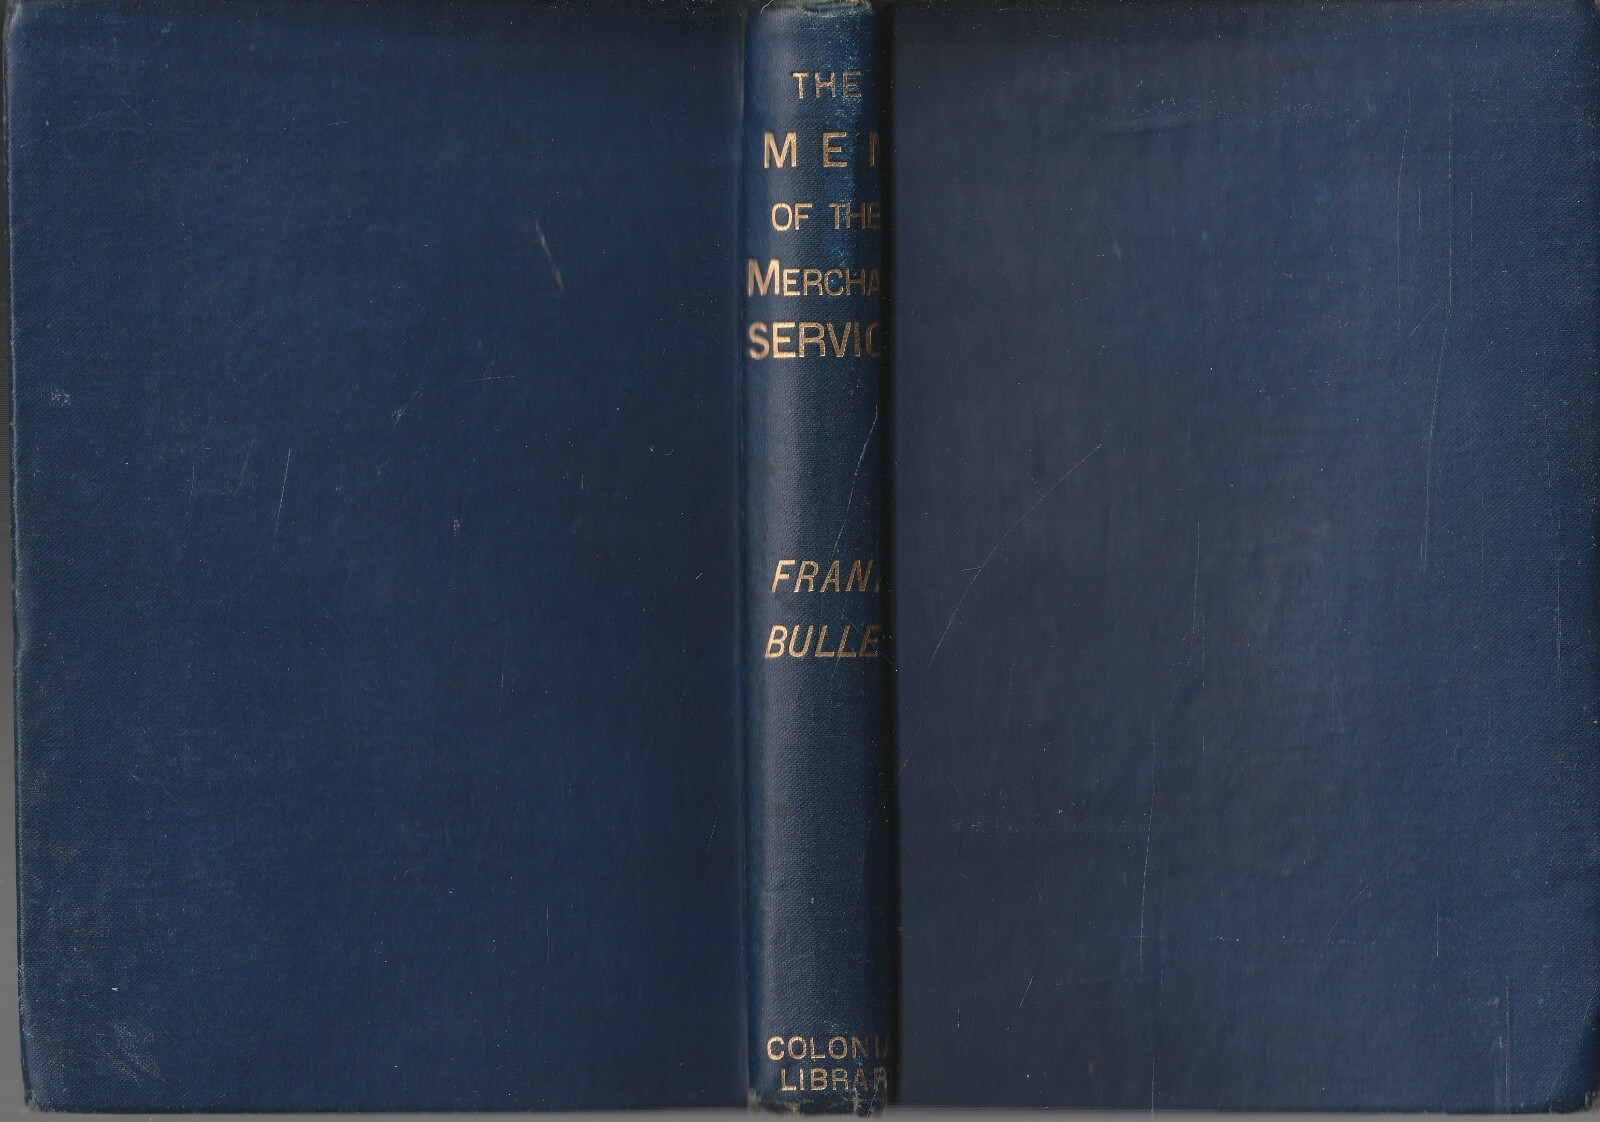 THE
MEN
OF THE
MERCHA
SERVIC
FRAN
BULLE
COLONIA
LIBRAR